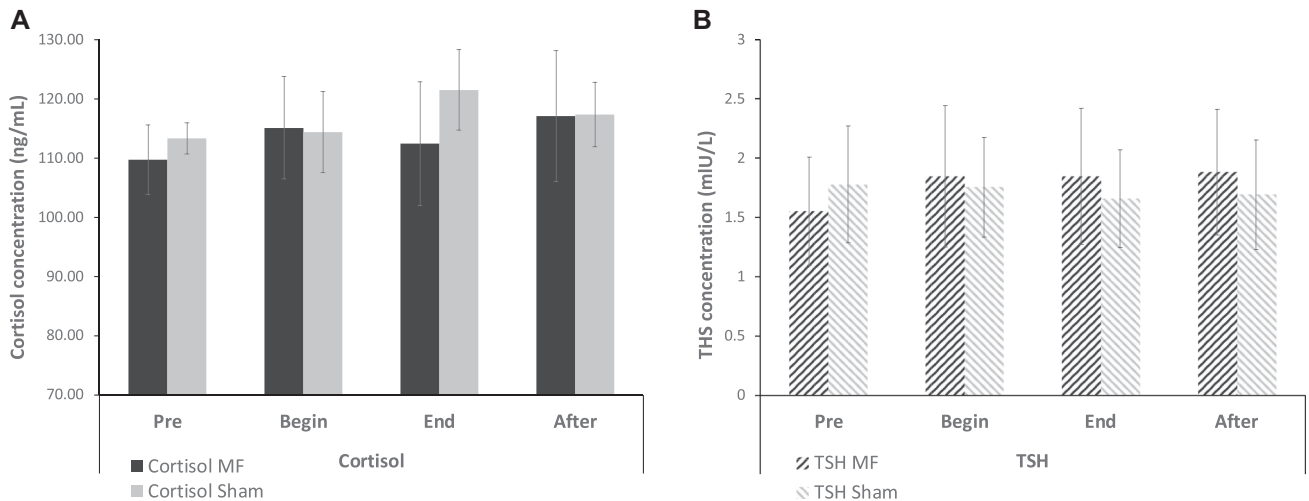 A
Cortisol concentration (ng/mL)
130.00
120.00
110.00
100.00
90.00
80.00
70.00
Pre Begin End After
Cortisol
Cortisol MF
Cortisol Sham
B
THS concentration (mIU/L)
3
2.5
2
1.5
1
0.5
0
Pre Begin End After
TSH
TSH MF
TSH Sham